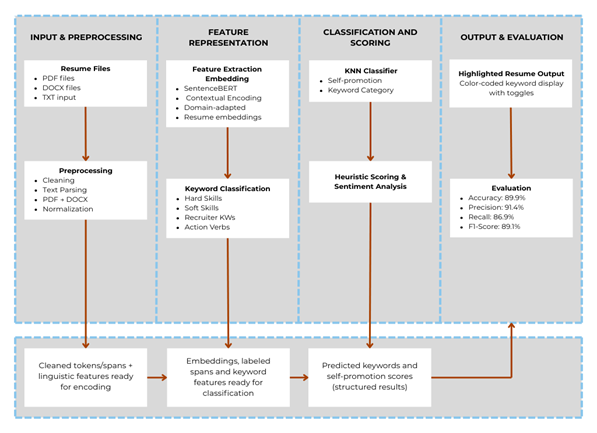 INPUT & PREPROCESSING
Resume Files
• PDF files
• DOCX files
• TXT input
Preprocessing
• Cleaning
• Text Parsing
• PDF + DOCX
• Normalization
FEATURE
REPRESENTATION
Feature Extraction
Embedding
• SentenceBERT
• Contextual Encoding
• Domain-adapted
• Resume embeddings
Keyword Classification
• Hard Skills
• Soft Skills
• Recruiter KWs
• Action Verbs
CLASSIFICATION AND
SCORING
KNN Classifier
• Self-promotion
• Keyword Category
Heuristic Scoring &
Sentiment Analysis
OUTPUT & EVALUATION
Highlighted Resume Output
Color-coded keyword display
with toggles
Evaluation
• Accuracy: 89.9%
• Precision: 91.4%
• Recall: 86.9%
• F1-Score: 89.1%
Cleaned tokens/spans +
linguistic features ready
for encoding
Embeddings, labeled
spans and keyword
features ready for
classification
Predicted keywords and
self-promotion scores
(structured results)